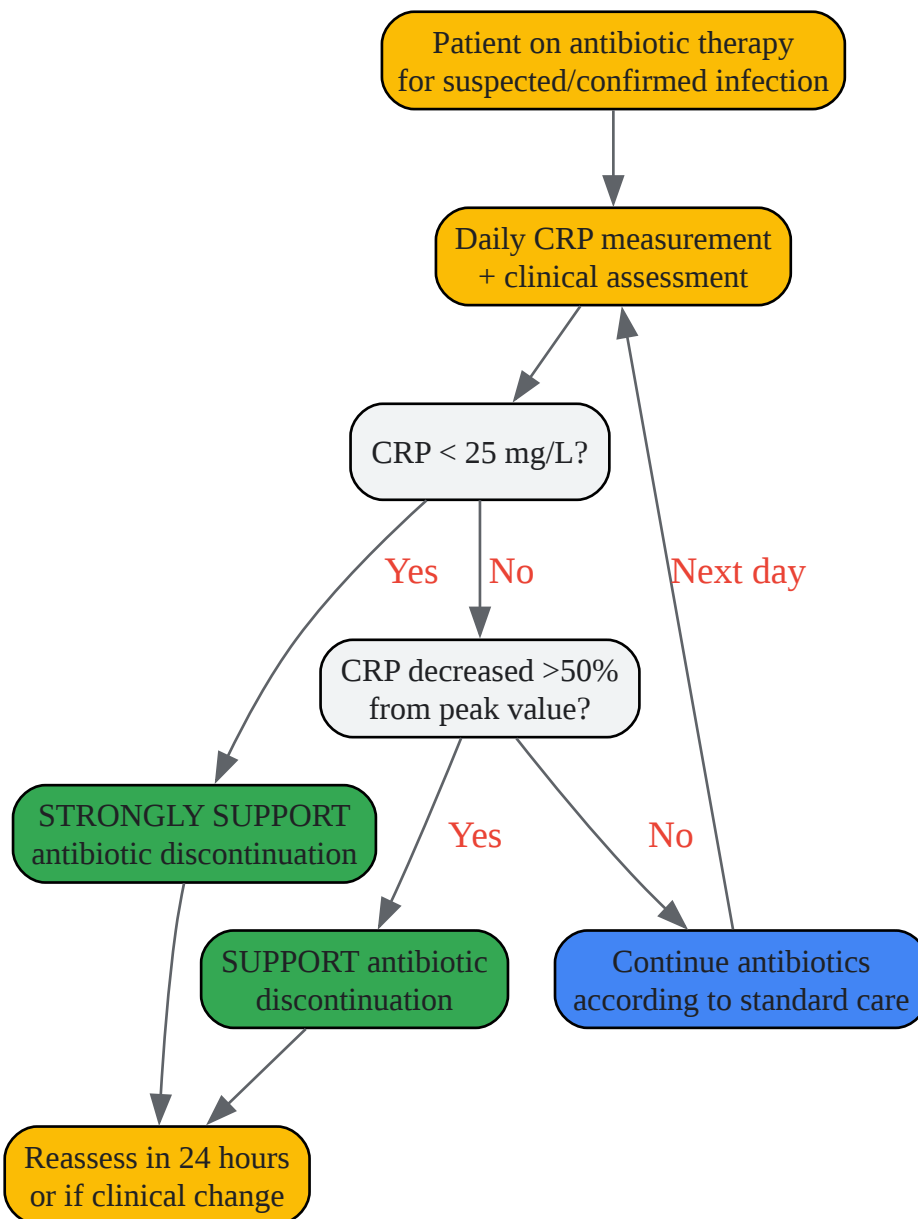 Patient on antibiotic therapy
for suspected/confirmed infection
Daily CRP measurement
+ clinical assessment
CRP < 25 mg/L?
Yes
No
Next day
CRP decreased >50%
from peak value?
STRONGLY SUPPORT
antibiotic discontinuation
Yes
No
SUPPORT antibiotic
discontinuation
Continue antibiotics
according to standard care
Reassess in 24 hours
or if clinical change